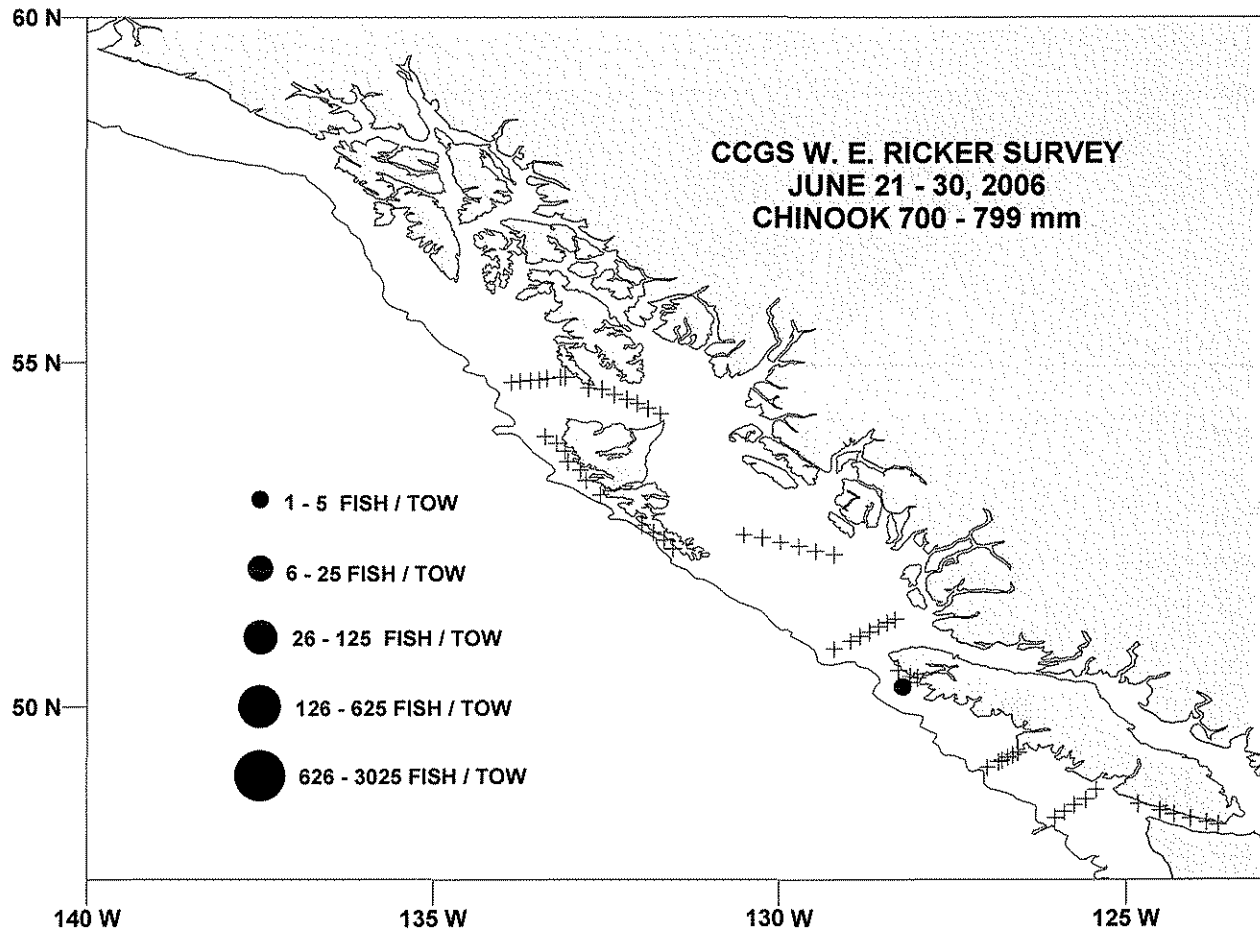 60 N
CCGS W. E. RICKER SURVEY
JUNE 21 - 30, 2006
CHINOOK 700 - 799 mm
55 N
1 - 5 FISH / TOW
6 - 25 FISH / TOW
26 - 125 FISH / TOW
50 N
126 - 625 FISH / TOW
626 - 3025 FISH / TOW
140 W
135 W
130 W
125 W